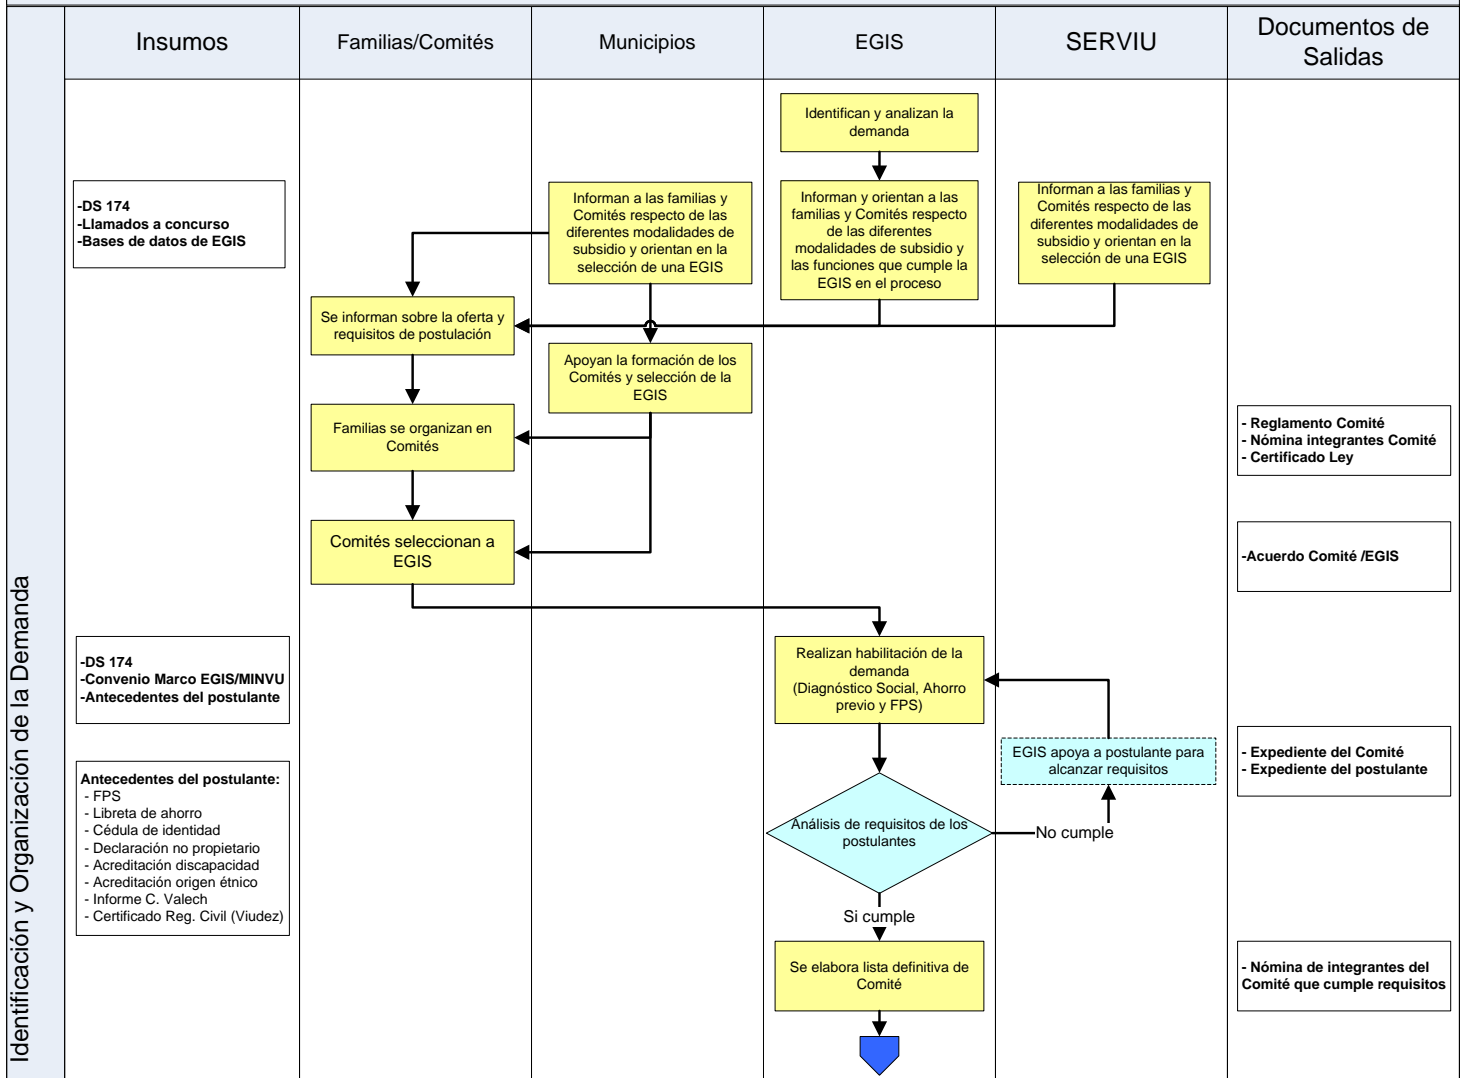 Insumos
Familias/Comités
Municipios
EGIS
SERVIU
Documentos de
Salidas
Identificación y Organización de la Demanda
Identifican y analizan la
demanda
-DS 174
-Llamados a concurso
-Bases de datos de EGIS
Informan a las familias y
Comités respecto de las
diferentes modalidades de
subsidio y orientan en la
selección de una EGIS
Informan y orientan a las
familias y Comités respecto
de las diferentes
modalidades de subsidio y
las funciones que cumple la
EGIS en el proceso
Informan a las familias y
Comités respecto de las
diferentes modalidades de
subsidio y orientan en la
selección de una EGIS
Se informan sobre la oferta y
requisitos de postulación
Apoyan la formación de los
Comités y selección de la
EGIS
Familias se organizan en
Comités
- Reglamento Comité
- Nómina integrantes Comité
- Certificado Ley
Comités seleccionan a
EGIS
-Acuerdo Comité /EGIS
-DS 174
-Convenio Marco EGIS/MINVU
-Antecedentes del postulante
Realizan habilitación de la
demanda
(Diagnóstico Social, Ahorro
previo y FPS)
EGIS apoya a postulante para
alcanzar requisitos
- Expediente del Comité
- Expediente del postulante
Antecedentes del postulante:
- FPS
- Libreta de ahorro
- Cédula de identidad
- Declaración no propietario
- Acreditación discapacidad
- Acreditación origen étnico
- Informe C. Valech
- Certificado Reg. Civil (Viudez)
Análisis de requisitos de los
postulantes
No cumple
Si cumple
Se elabora lista definitiva de
Comité
- Nómina de integrantes del
Comité que cumple requisitos